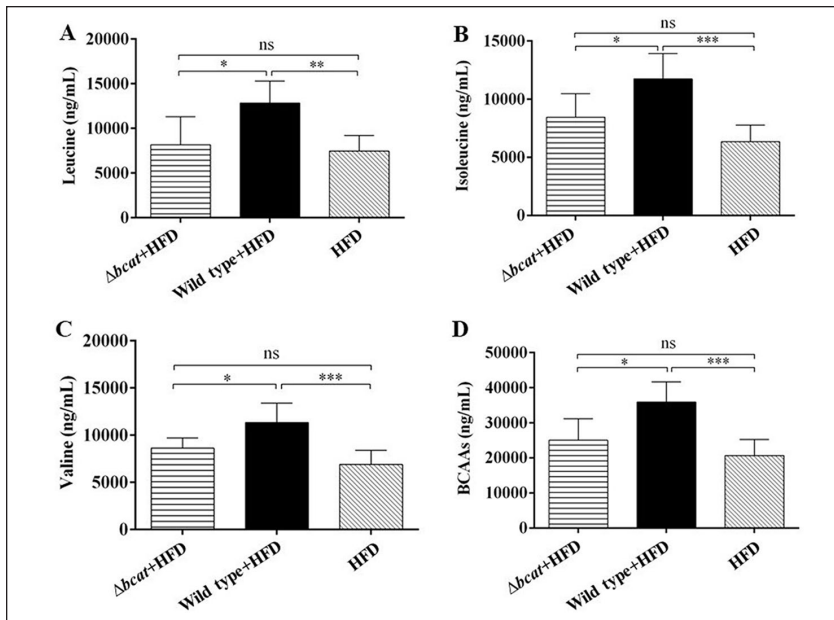 A
20000
15000
10000
5000
0
Leucine (ng/mL)
ns
*
**
Δbcat+HFD
Wild type+HFD
HFD
B
15000
10000
5000
0
Isoleucine (ng/mL)
ns
*
***
Δbcat+HFD
Wild type+HFD
HFD
C
20000
15000
10000
5000
0
Valine (ng/mL)
ns
*
***
Δbcat+HFD
Wild type+HFD
HFD
D
50000
40000
30000
20000
10000
0
BCAAs (ng/mL)
ns
*
***
Δbcat+HFD
Wild type+HFD
HFD